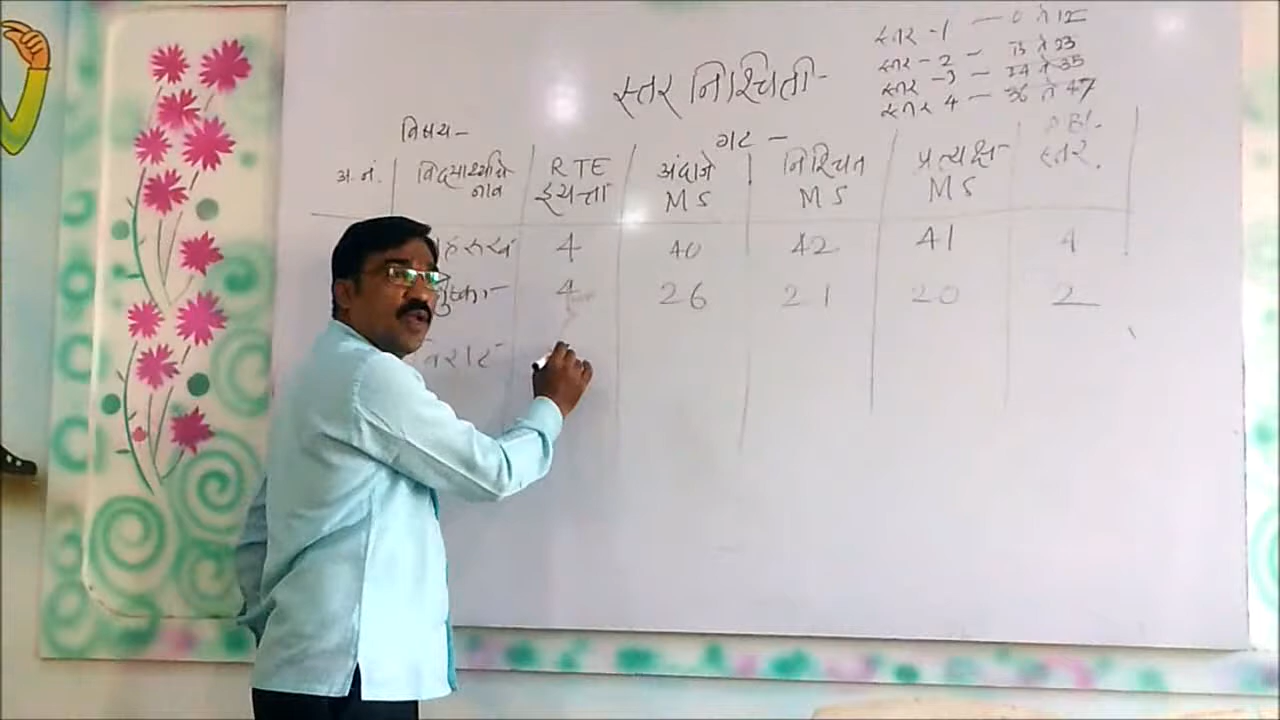 स्तर -1 — 0 ते 12
स्तर - 2 - 13 ते 23
स्तर -3 - 24 ते 35
स्तर 4 — 36 ते 47
स्तर निश्चिती-
विषय-
गट -
अ.नं. विद्यार्थ्याचे नाव RTE इयत्ता अंदाजे MS निश्चित MS प्रत्यक्ष MS स्तर.
4 40 42 41 4
4 26 21 20 2
विराट